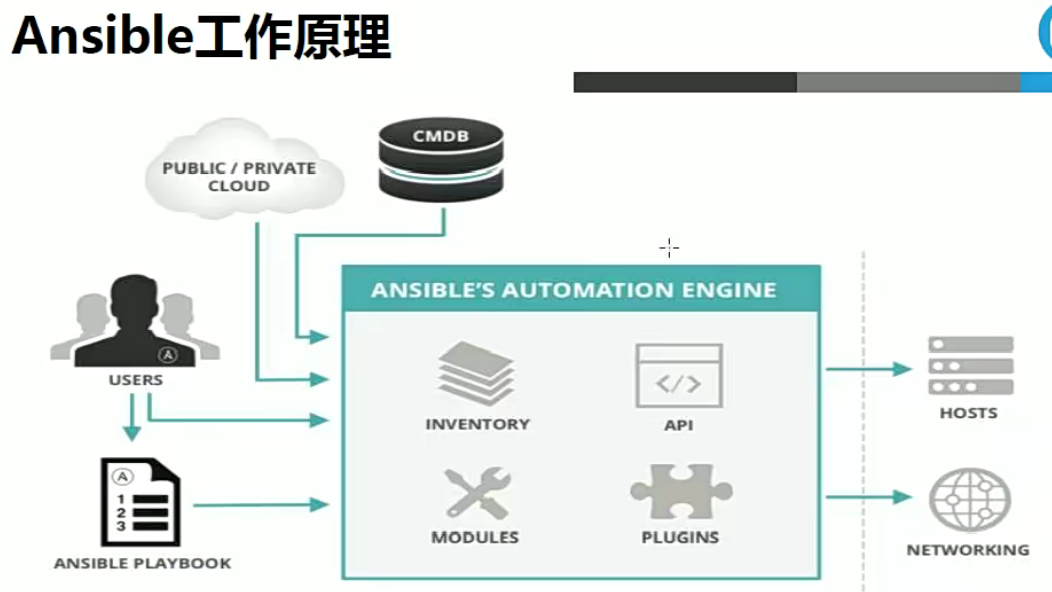 Ansible工作原理
PUBLIC / PRIVATE
CLOUD
CMDB
ANSIBLE'S AUTOMATION ENGINE
A
USERS
INVENTORY
API
HOSTS
A
1
2
3
MODULES
PLUGINS
NETWORKING
ANSIBLE PLAYBOOK